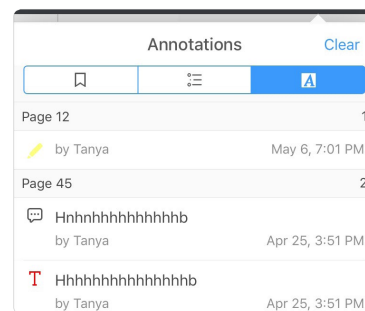 Annotations Clear
A
Page 12 1
by Tanya May 6, 7:01 PM
Page 45 2
Hnhnhhhhhhhhhb
by Tanya Apr 25, 3:51 PM
T Hhhhhhhhhhhhhhhb
by Tanya Apr 25, 3:51 PM